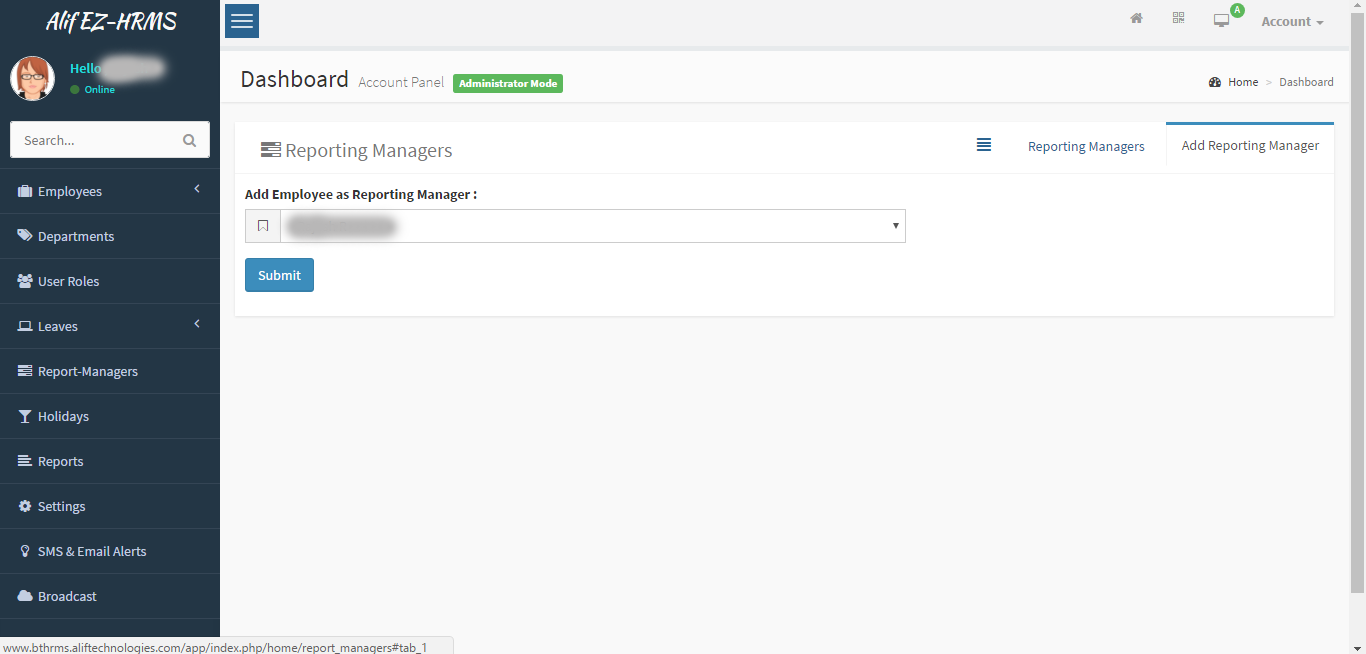 Alif EZ-HRMS
Hello
Online
Search...
Employees
Departments
User Roles
Leaves
Report-Managers
Holidays
Reports
Settings
SMS & Email Alerts
Broadcast
A
Account
Dashboard Account Panel Administrator Mode
Home > Dashboard
Reporting Managers
Reporting Managers
Add Reporting Manager
Add Employee as Reporting Manager :
Submit
www.bthrms.aliftechnologies.com/app/index.php/home/report_managers#tab_1